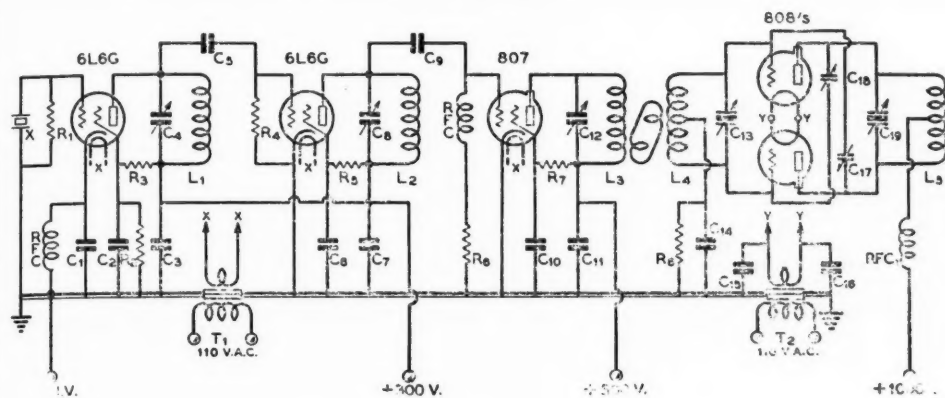 6L6G
6L6G
807
808's
C5
C9
X
R1
C4
R4
C8
RFC
C12
C13
Y Y
C18
C19
X
R3
L1
X
R5
L2
R7
L3
L4
C17
L5
RFC
C1
C2
C3
X X
C6
C7
R8
C10
C11
R6
C14
Y Y
C15
C16
RFC
T1
110 V.A.C.
T2
110 V.A.C.
+300 V.
+500 V.